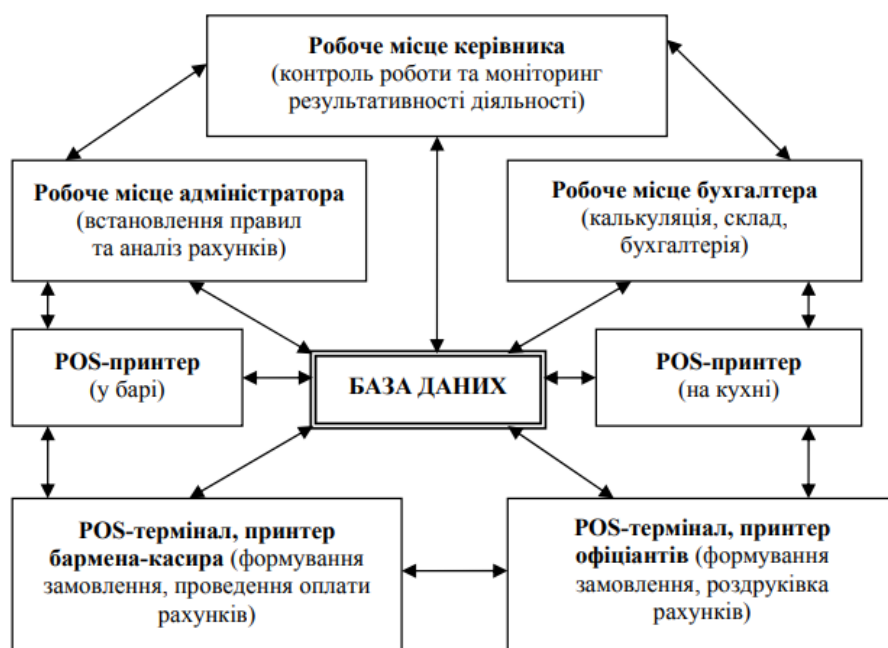 Робоче місце керівника
(контроль роботи та моніторинг
результативності діяльності)
Робоче місце адміністратора
(встановлення правил
та аналіз рахунків)
Робоче місце бухгалтера
(калькуляція, склад,
бухгалтерія)
POS-принтер
(у барі)
БАЗА ДАНИХ
POS-принтер
(на кухні)
POS-термінал, принтер
бармена-касира (формування
замовлення, проведення оплати
рахунків)
POS-термінал, принтер
офіціантів (формування
замовлення, роздруківка
рахунків)